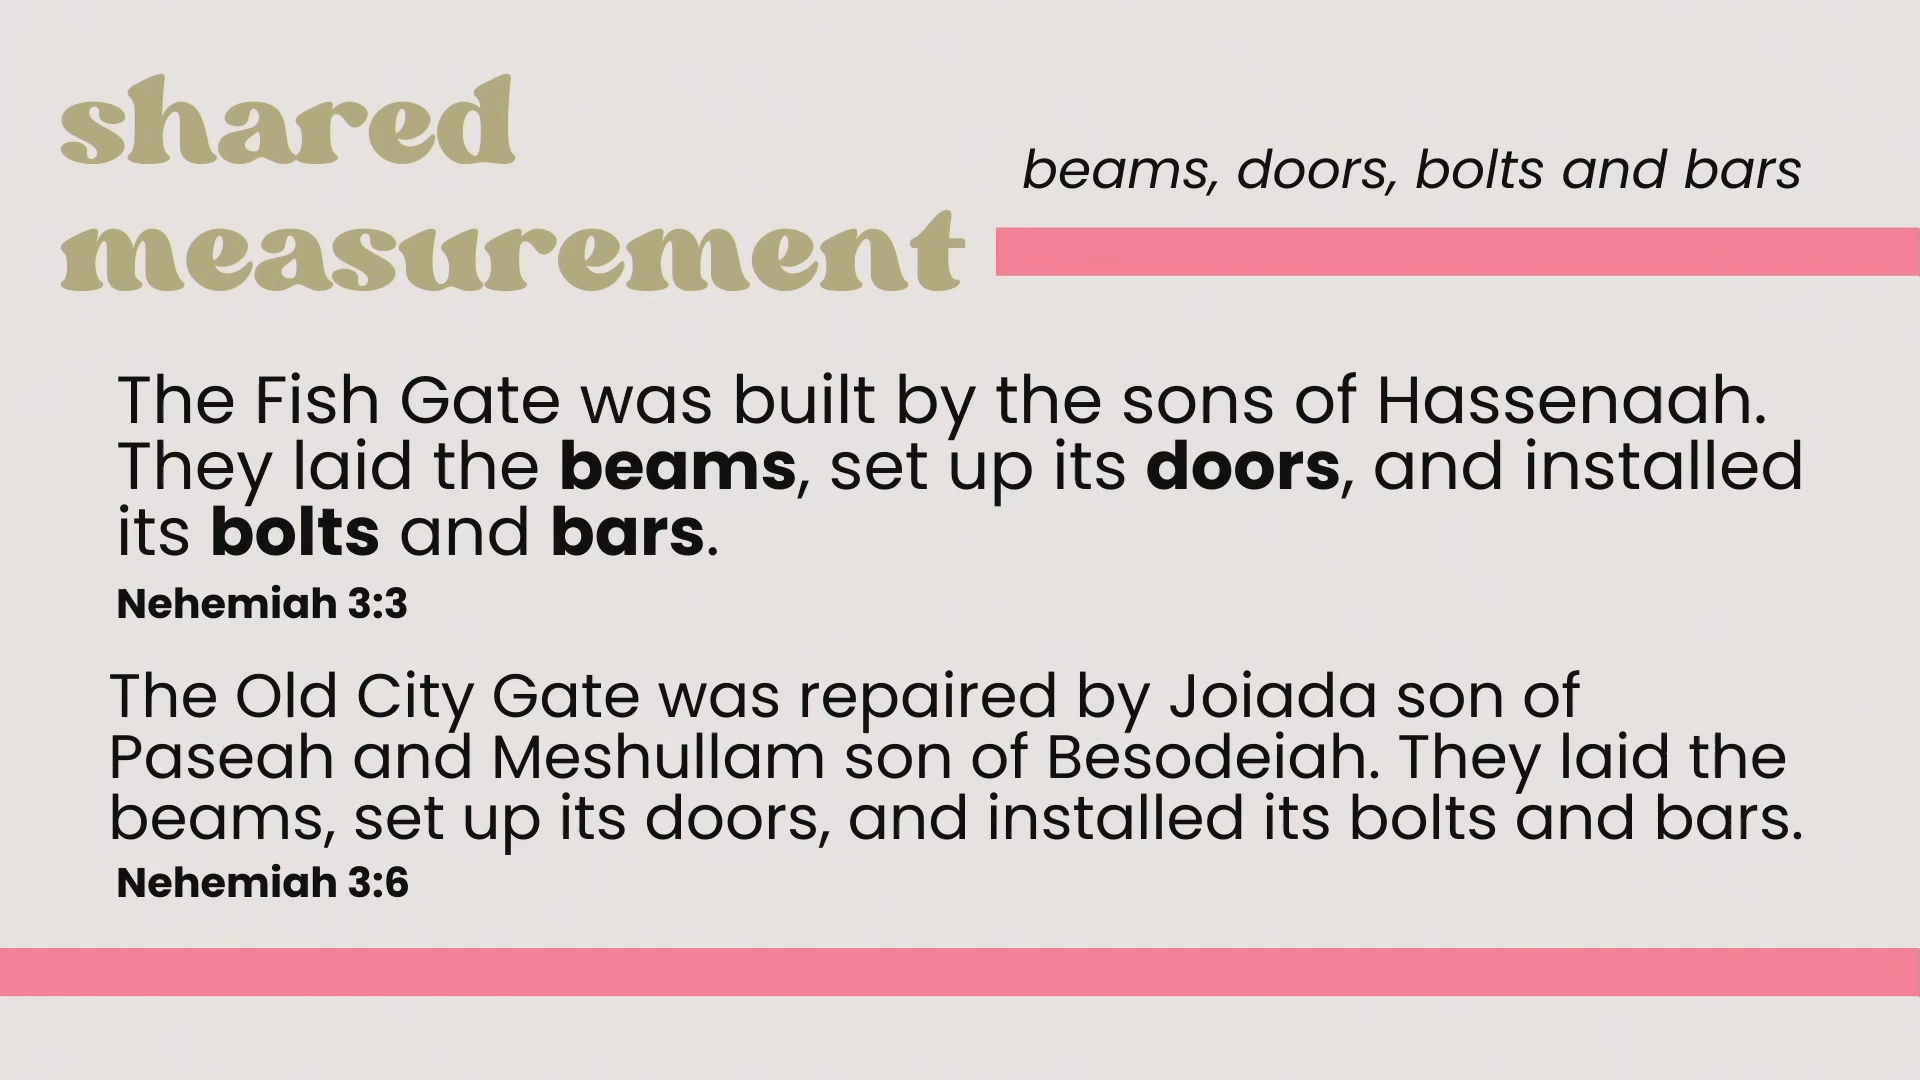 shared
measurement
beams, doors, bolts and bars
The Fish Gate was built by the sons of Hassenaah.
They laid the beams, set up its doors, and installed
its bolts and bars.
Nehemiah 3:3
The Old City Gate was repaired by Joiada son of
Paseah and Meshullam son of Besodeiah. They laid the
beams, set up its doors, and installed its bolts and bars.
Nehemiah 3:6